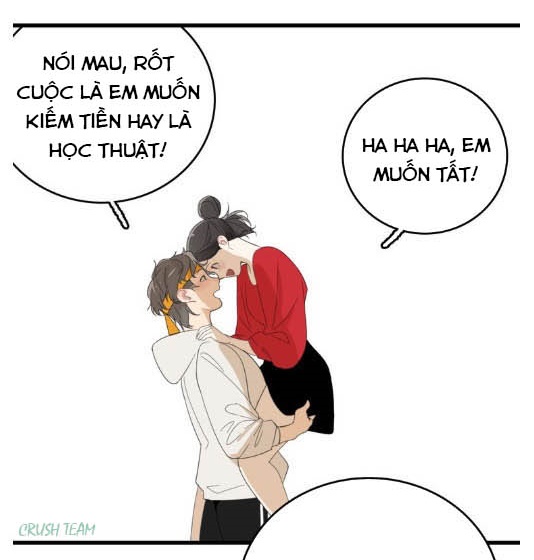 NÓI MAU, RỐT
CUỘC LÀ EM MUỐN
KIẾM TIỀN HAY LÀ
HỌC THUẬT!
HA HA HA, EM
MUỐN TẤT!
CRUSH TEAM